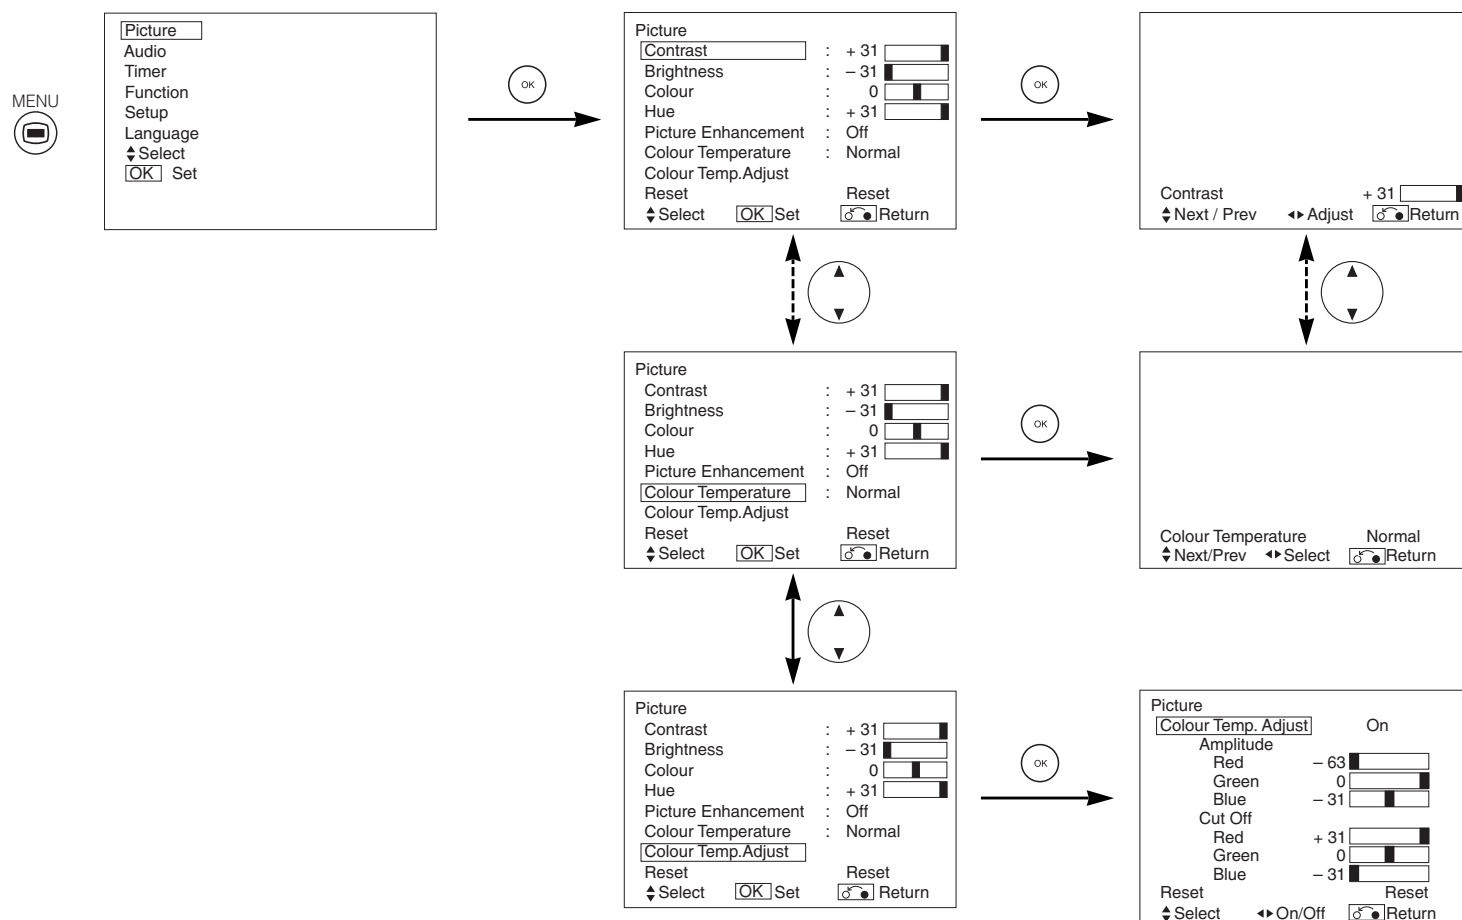 MENU
Picture
Audio
Timer
Function
Setup
Language
Select
OK Set
OK
Picture
Contrast : + 31
Brightness : – 31
Colour : 0
Hue : + 31
Picture Enhancement : Off
Colour Temperature : Normal
Colour Temp.Adjust
Reset Reset
Select OK Set Return
OK
Contrast + 31
Next / Prev Adjust Return
Picture
Contrast : + 31
Brightness : – 31
Colour : 0
Hue : + 31
Picture Enhancement : Off
Colour Temperature : Normal
Colour Temp.Adjust
Reset Reset
Select OK Set Return
OK
Colour Temperature Normal
Next/Prev Select Return
Picture
Contrast : + 31
Brightness : – 31
Colour : 0
Hue : + 31
Picture Enhancement : Off
Colour Temperature : Normal
Colour Temp.Adjust
Reset Reset
Select OK Set Return
OK
Picture
Colour Temp. Adjust On
Amplitude
Red – 63
Green 0
Blue – 31
Cut Off
Red + 31
Green 0
Blue – 31
Reset Reset
Select On/Off Return